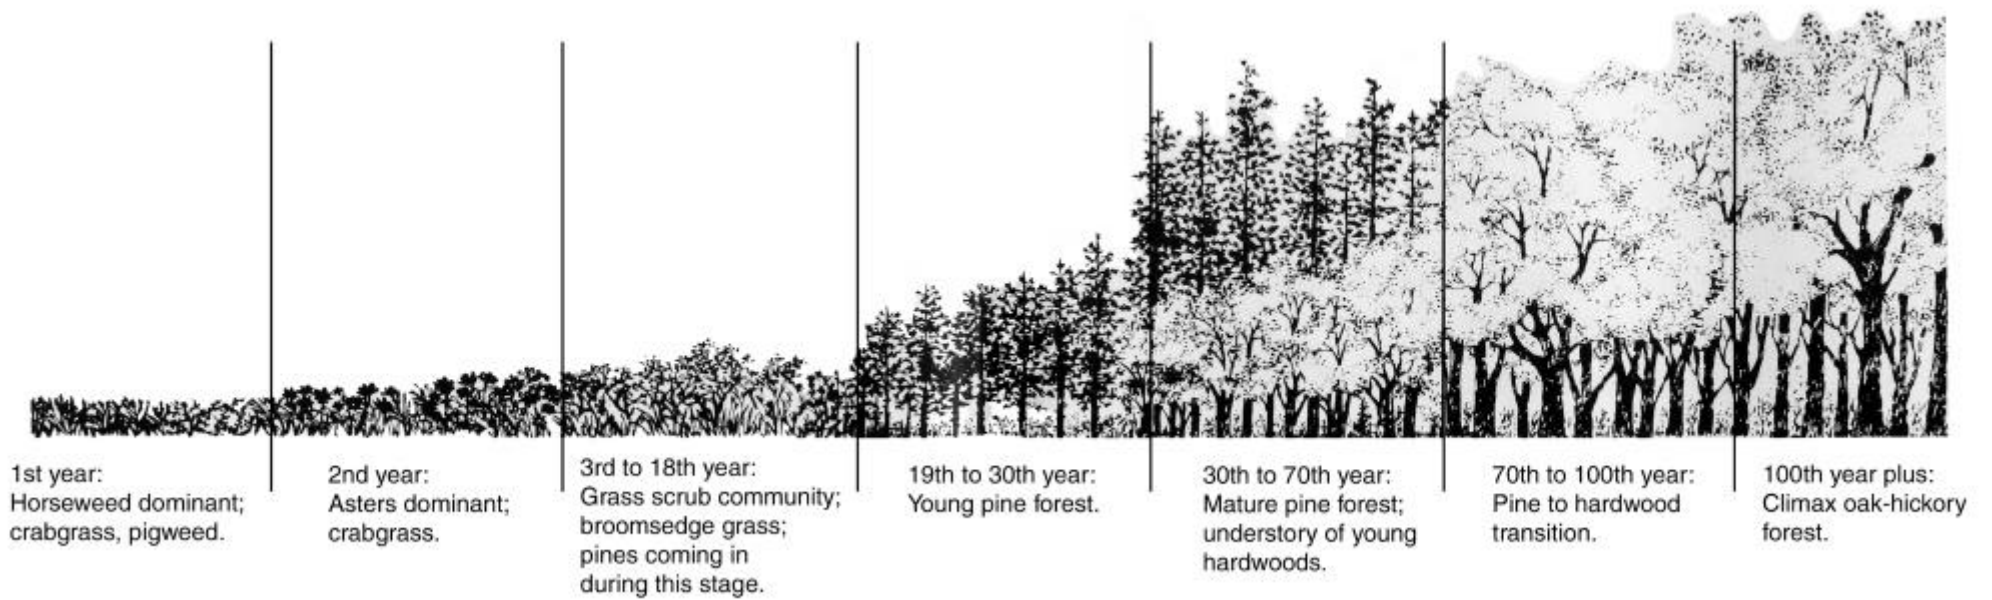 1st year:
Horseweed dominant;
crabgrass, pigweed.
2nd year:
Asters dominant;
crabgrass.
3rd to 18th year:
Grass scrub community;
broomsedge grass;
pines coming in
during this stage.
19th to 30th year:
Young pine forest.
30th to 70th year:
Mature pine forest;
understory of young
hardwoods.
70th to 100th year:
Pine to hardwood
transition.
100th year plus:
Climax oak-hickory
forest.